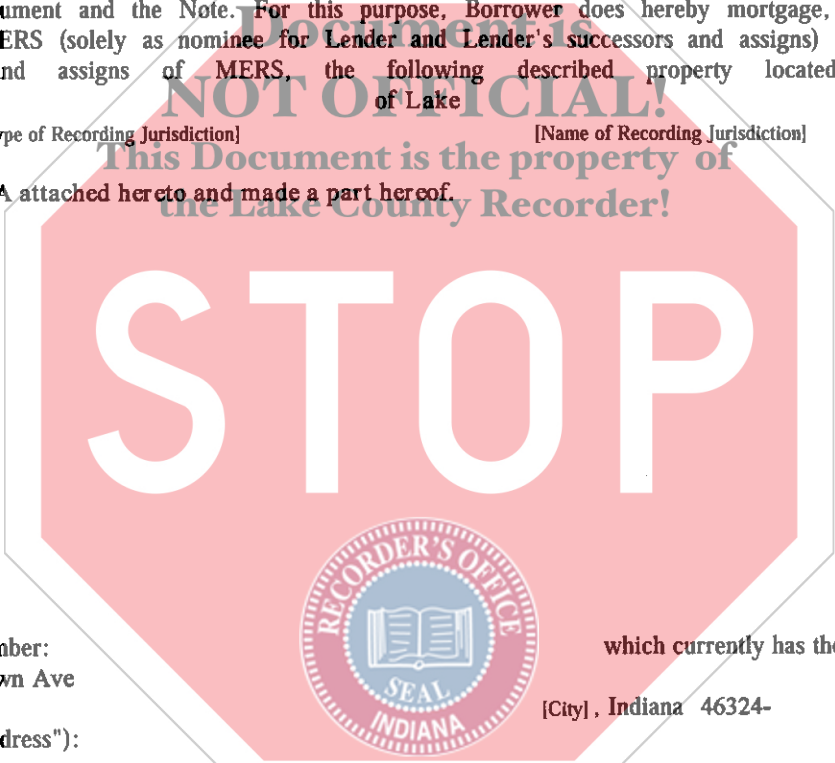 ument and the Note. For this purpose, Borrower does hereby mortgage,
ERS (solely as nominee for Lender and Lender's successors and assigns)
nd assigns of MERS, the following described property located
of Lake
Document is
NOT OFFICIAL!
This Document is the property of
the Lake County Recorder!
ype of Recording Jurisdiction]
[Name of Recording Jurisdiction]
A attached hereto and made a part hereof.
STOP
RECORDER'S OFFICE
SEAL
INDIANA
nber:
which currently has the
wn Ave
[City] , Indiana 46324-
dress"):